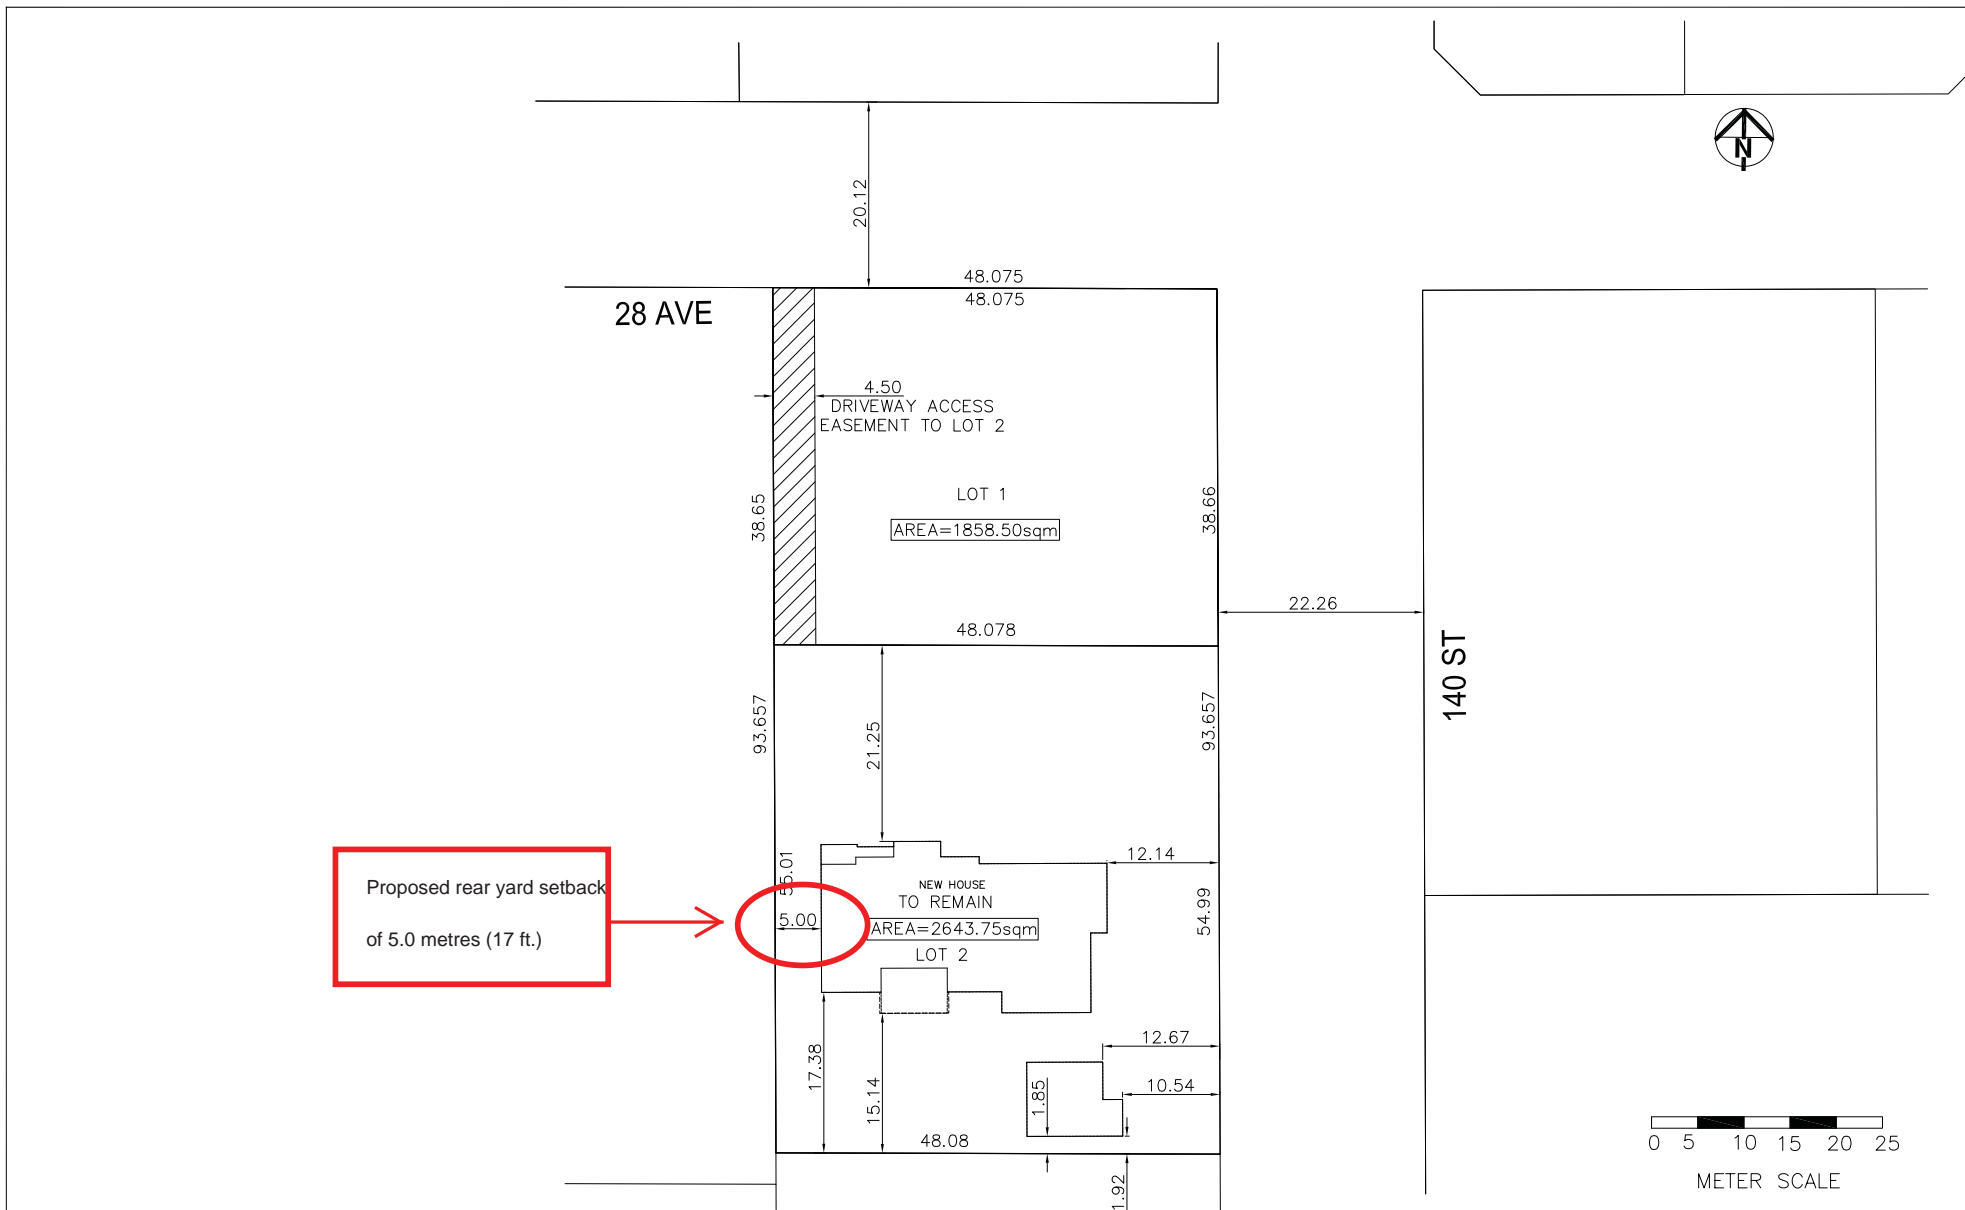 N
20.12
48.075
48.075
28 AVE
4.50
DRIVEWAY ACCESS
EASEMENT TO LOT 2
LOT 1
38.65
38.66
AREA=1858.50sqm
22.26
48.078
140 ST
93.657
93.657
21.25
12.14
55.01
Proposed rear yard setback
of 5.0 metres (17 ft.)
NEW HOUSE
TO REMAIN
5.00
AREA=2643.75sqm
54.99
LOT 2
12.67
17.38
10.54
1.85
15.14
48.08
0 5 10 15 20 25
METER SCALE
1.92